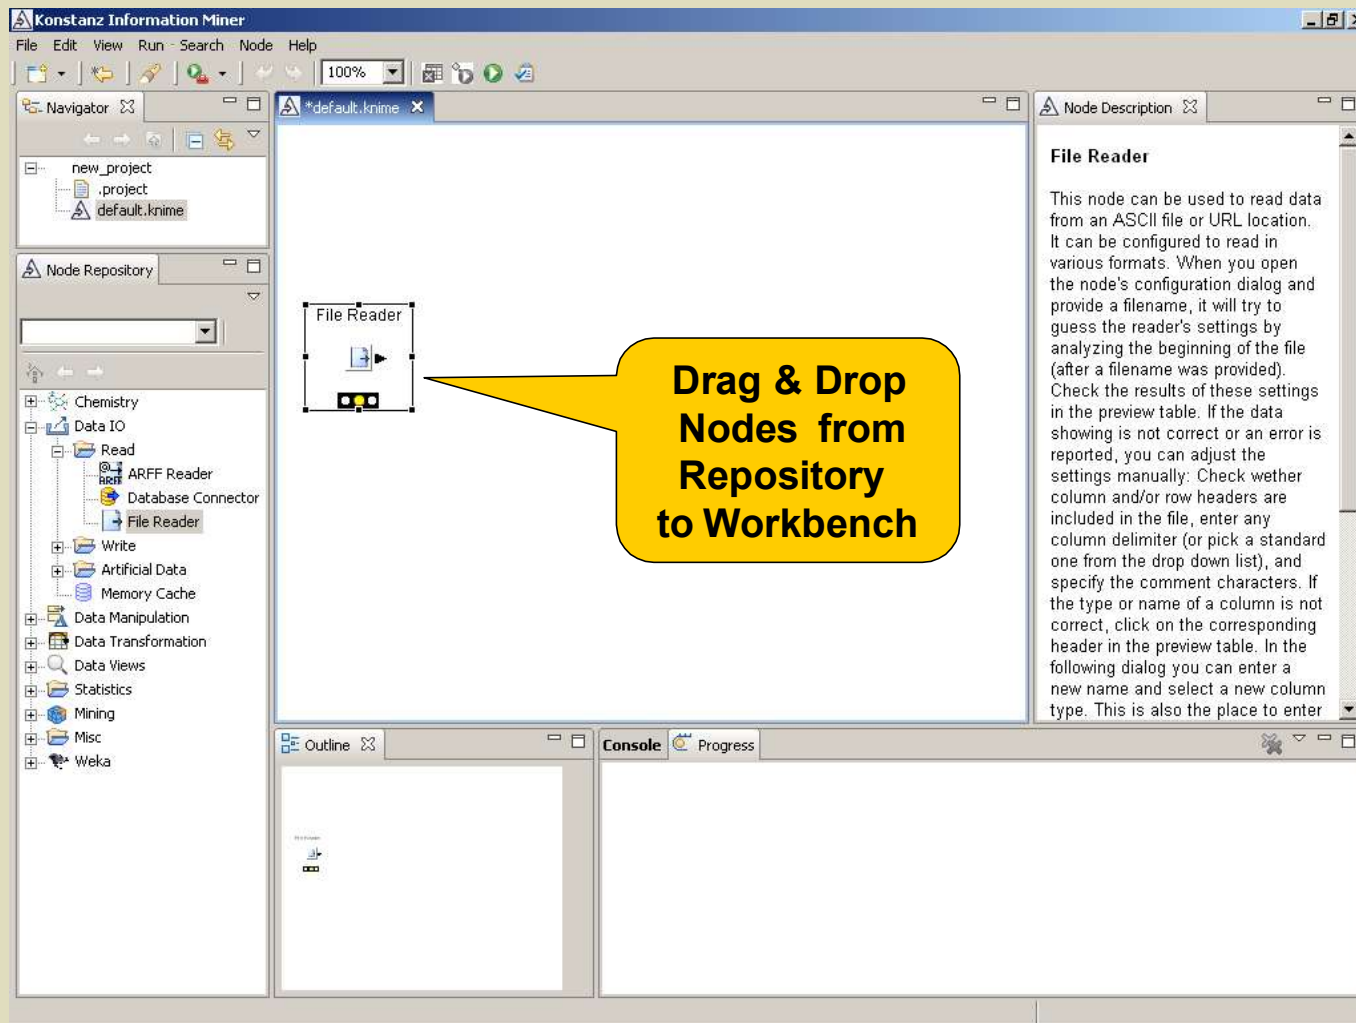 Konstanz Information Miner
File Edit View Run Search Node Help
100%
Navigator
new_project
.project
default.knime
Node Repository
Chemistry
Data IO
Read
ARFF Reader
Database Connector
File Reader
Write
Artificial Data
Memory Cache
Data Manipulation
Data Transformation
Data Views
Statistics
Mining
Misc
Weka
*default.knime
File Reader
Drag & Drop
Nodes from
Repository
to Workbench
Node Description
File Reader
This node can be used to read data
from an ASCII file or URL location.
It can be configured to read in
various formats. When you open
the node's configuration dialog and
provide a filename, it will try to
guess the reader's settings by
analyzing the beginning of the file
(after a filename was provided).
Check the results of these settings
in the preview table. If the data
showing is not correct or an error is
reported, you can adjust the
settings manually: Check wether
column and/or row headers are
included in the file, enter any
column delimiter (or pick a standard
one from the drop down list), and
specify the comment characters. If
the type or name of a column is not
correct, click on the corresponding
header in the preview table. In the
following dialog you can enter a
new name and select a new column
type. This is also the place to enter
Outline
File Reader
Console Progress